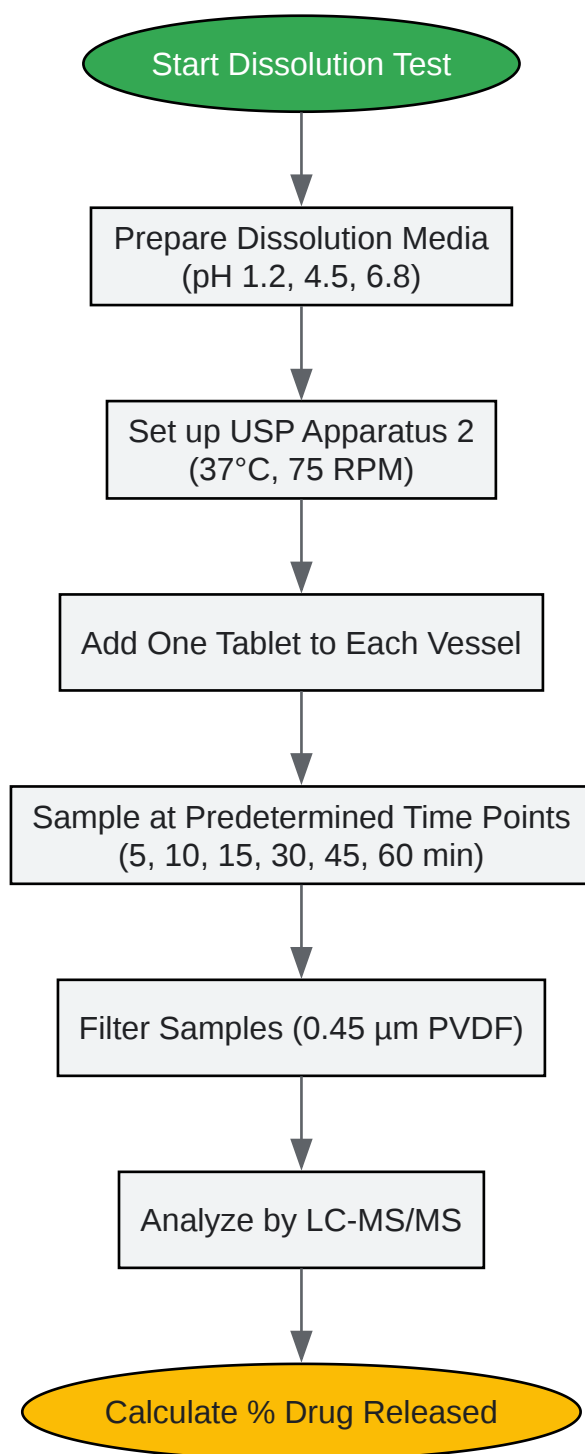 Start Dissolution Test
Prepare Dissolution Media
(pH 1.2, 4.5, 6.8)
Set up USP Apparatus 2
(37°C, 75 RPM)
Add One Tablet to Each Vessel
Sample at Predetermined Time Points
(5, 10, 15, 30, 45, 60 min)
Filter Samples (0.45 µm PVDF)
Analyze by LC-MS/MS
Calculate % Drug Released